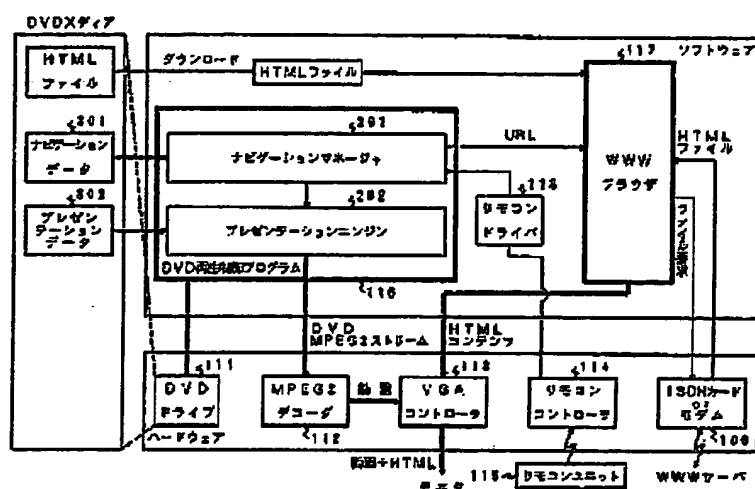 DVDメディア
HTML
ファイル
ダウンロード
HTMLファイル
117
ソフトウェア
201
ナビゲーション
データ
202
プレゼン
テーションデータ
ナビゲーションマネージャ
プレゼンテーションエンジン
DVD再生制御プログラム
116
URL
リモコン
ドライバ
WWW
ブラウザ
HTML
ファイル
DVD
MPEG2ストリーム
HTML
コンテンツ
111
DVD
ドライブ
ハードウェア
MPEG2
デコーダ
112
動画
113
VGA
コントローラ
114
リモコン
コントローラ
ISDNカード
or
モデム
109
動画+HTML
モニタ
115
リモコンユニット
WWWサーバ